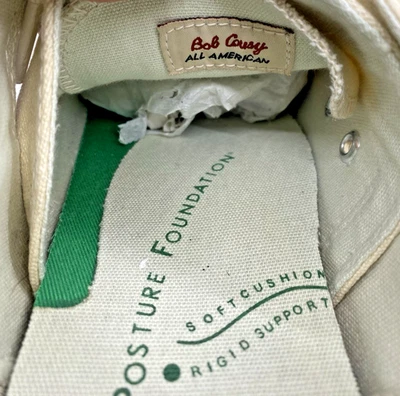 Bob Cousy
ALL AMERICAN
POSTURE FOUNDATION
SOFT CUSHION
RIGID SUPPORT